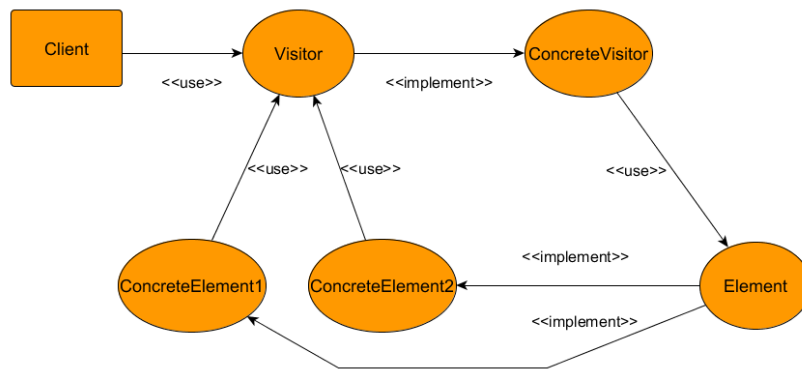 Client
Visitor
ConcreteVisitor
<<use>>
<<implement>>
<<use>>
<<use>>
<<use>>
<<implement>>
ConcreteElement1
ConcreteElement2
Element
<<implement>>